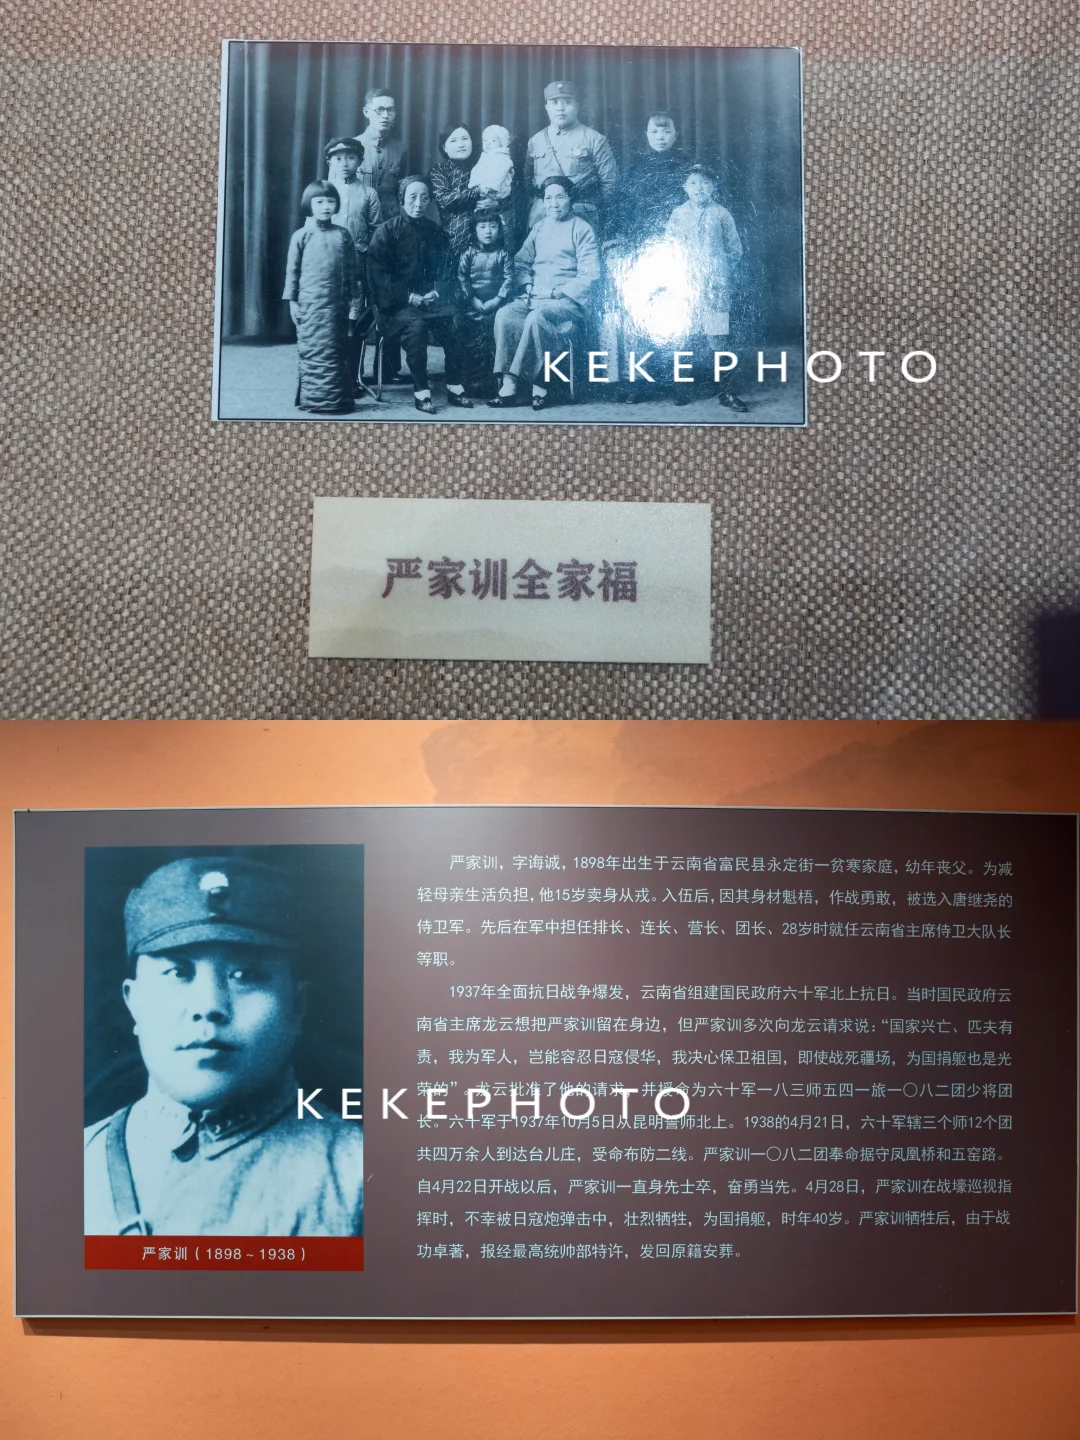 KEKEPHOTO
严家训全家福
严家训，字诲诚，1898年出生于云南省富民县永定街一贫寒家庭，幼年丧父。为减
轻母亲生活负担，他15岁卖身从戎。入伍后，因其身材魁梧，作战勇敢，被选入唐继尧的
侍卫军。先后在军中担任排长、连长、营长、团长、28岁时就任云南省主席侍卫大队长
等职。
1937年全面抗日战争爆发，云南省组建国民政府六十军北上抗日。当时国民政府云
南省主席龙云想把严家训留在身边，但严家训多次向龙云请求说：“国家兴亡、匹夫有
责，我为军人，岂能容忍日寇侵华，我决心保卫祖国，即使战死疆场，为国捐躯也是光
荣的”。龙云批准了他的请求，并授命为六十军一八三师五四一旅一〇八二团少将团
长。六十军于1937年10月5日从昆明誓师北上。1938的4月21日，六十军辖三个师12个团
共四万余人到达台儿庄，受命布防二线。严家训一〇八二团奉命据守凤凰桥和五窑路。
自4月22日开战以后，严家训一直身先士卒，奋勇当先。4月28日，严家训在战壕巡视指
挥时，不幸被日寇炮弹击中，壮烈牺牲，为国捐躯，时年40岁。严家训牺牲后，由于战
功卓著，报经最高统帅部特许，发回原籍安葬。
KEKEPHOTO
严家训（1898～1938）